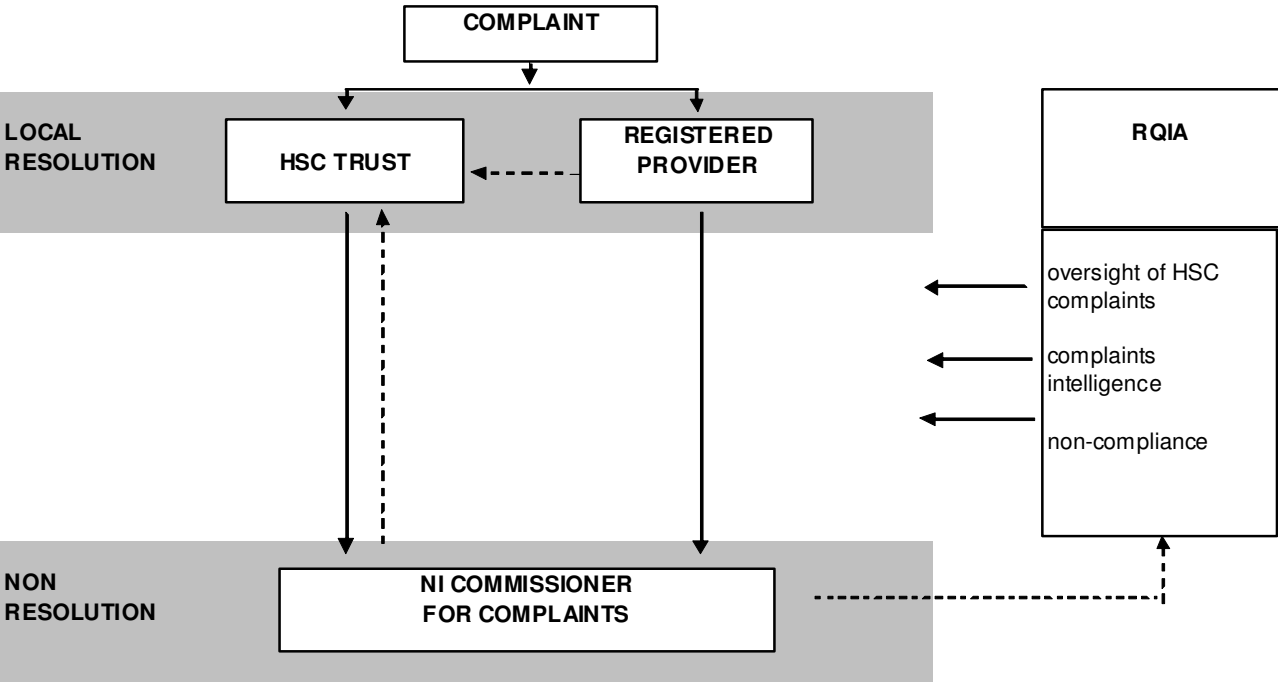 COMPLAINT
LOCAL
RESOLUTION
HSC TRUST
REGISTERED
PROVIDER
RQIA
oversight of HSC
complaints
complaints
intelligence
non-compliance
NON
RESOLUTION
NI COMMISSIONER
FOR COMPLAINTS